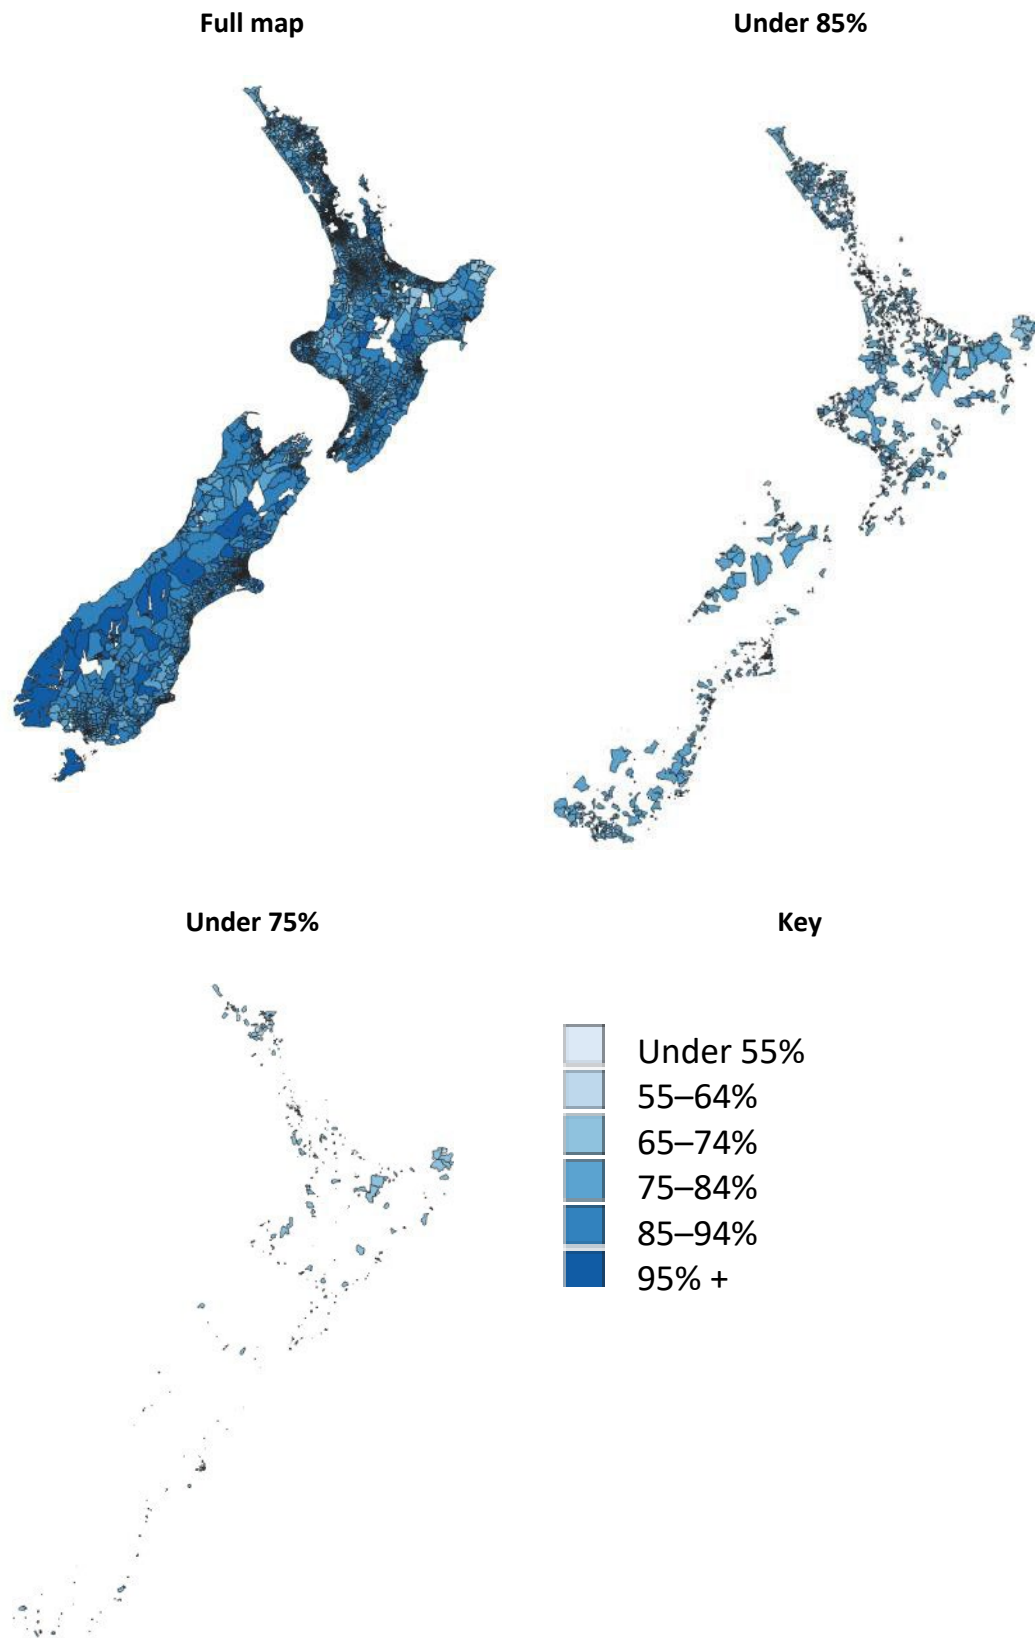 Full map
Under 85%
Under 75%
Key
Under 55%
55–64%
65–74%
75–84%
85–94%
95% +